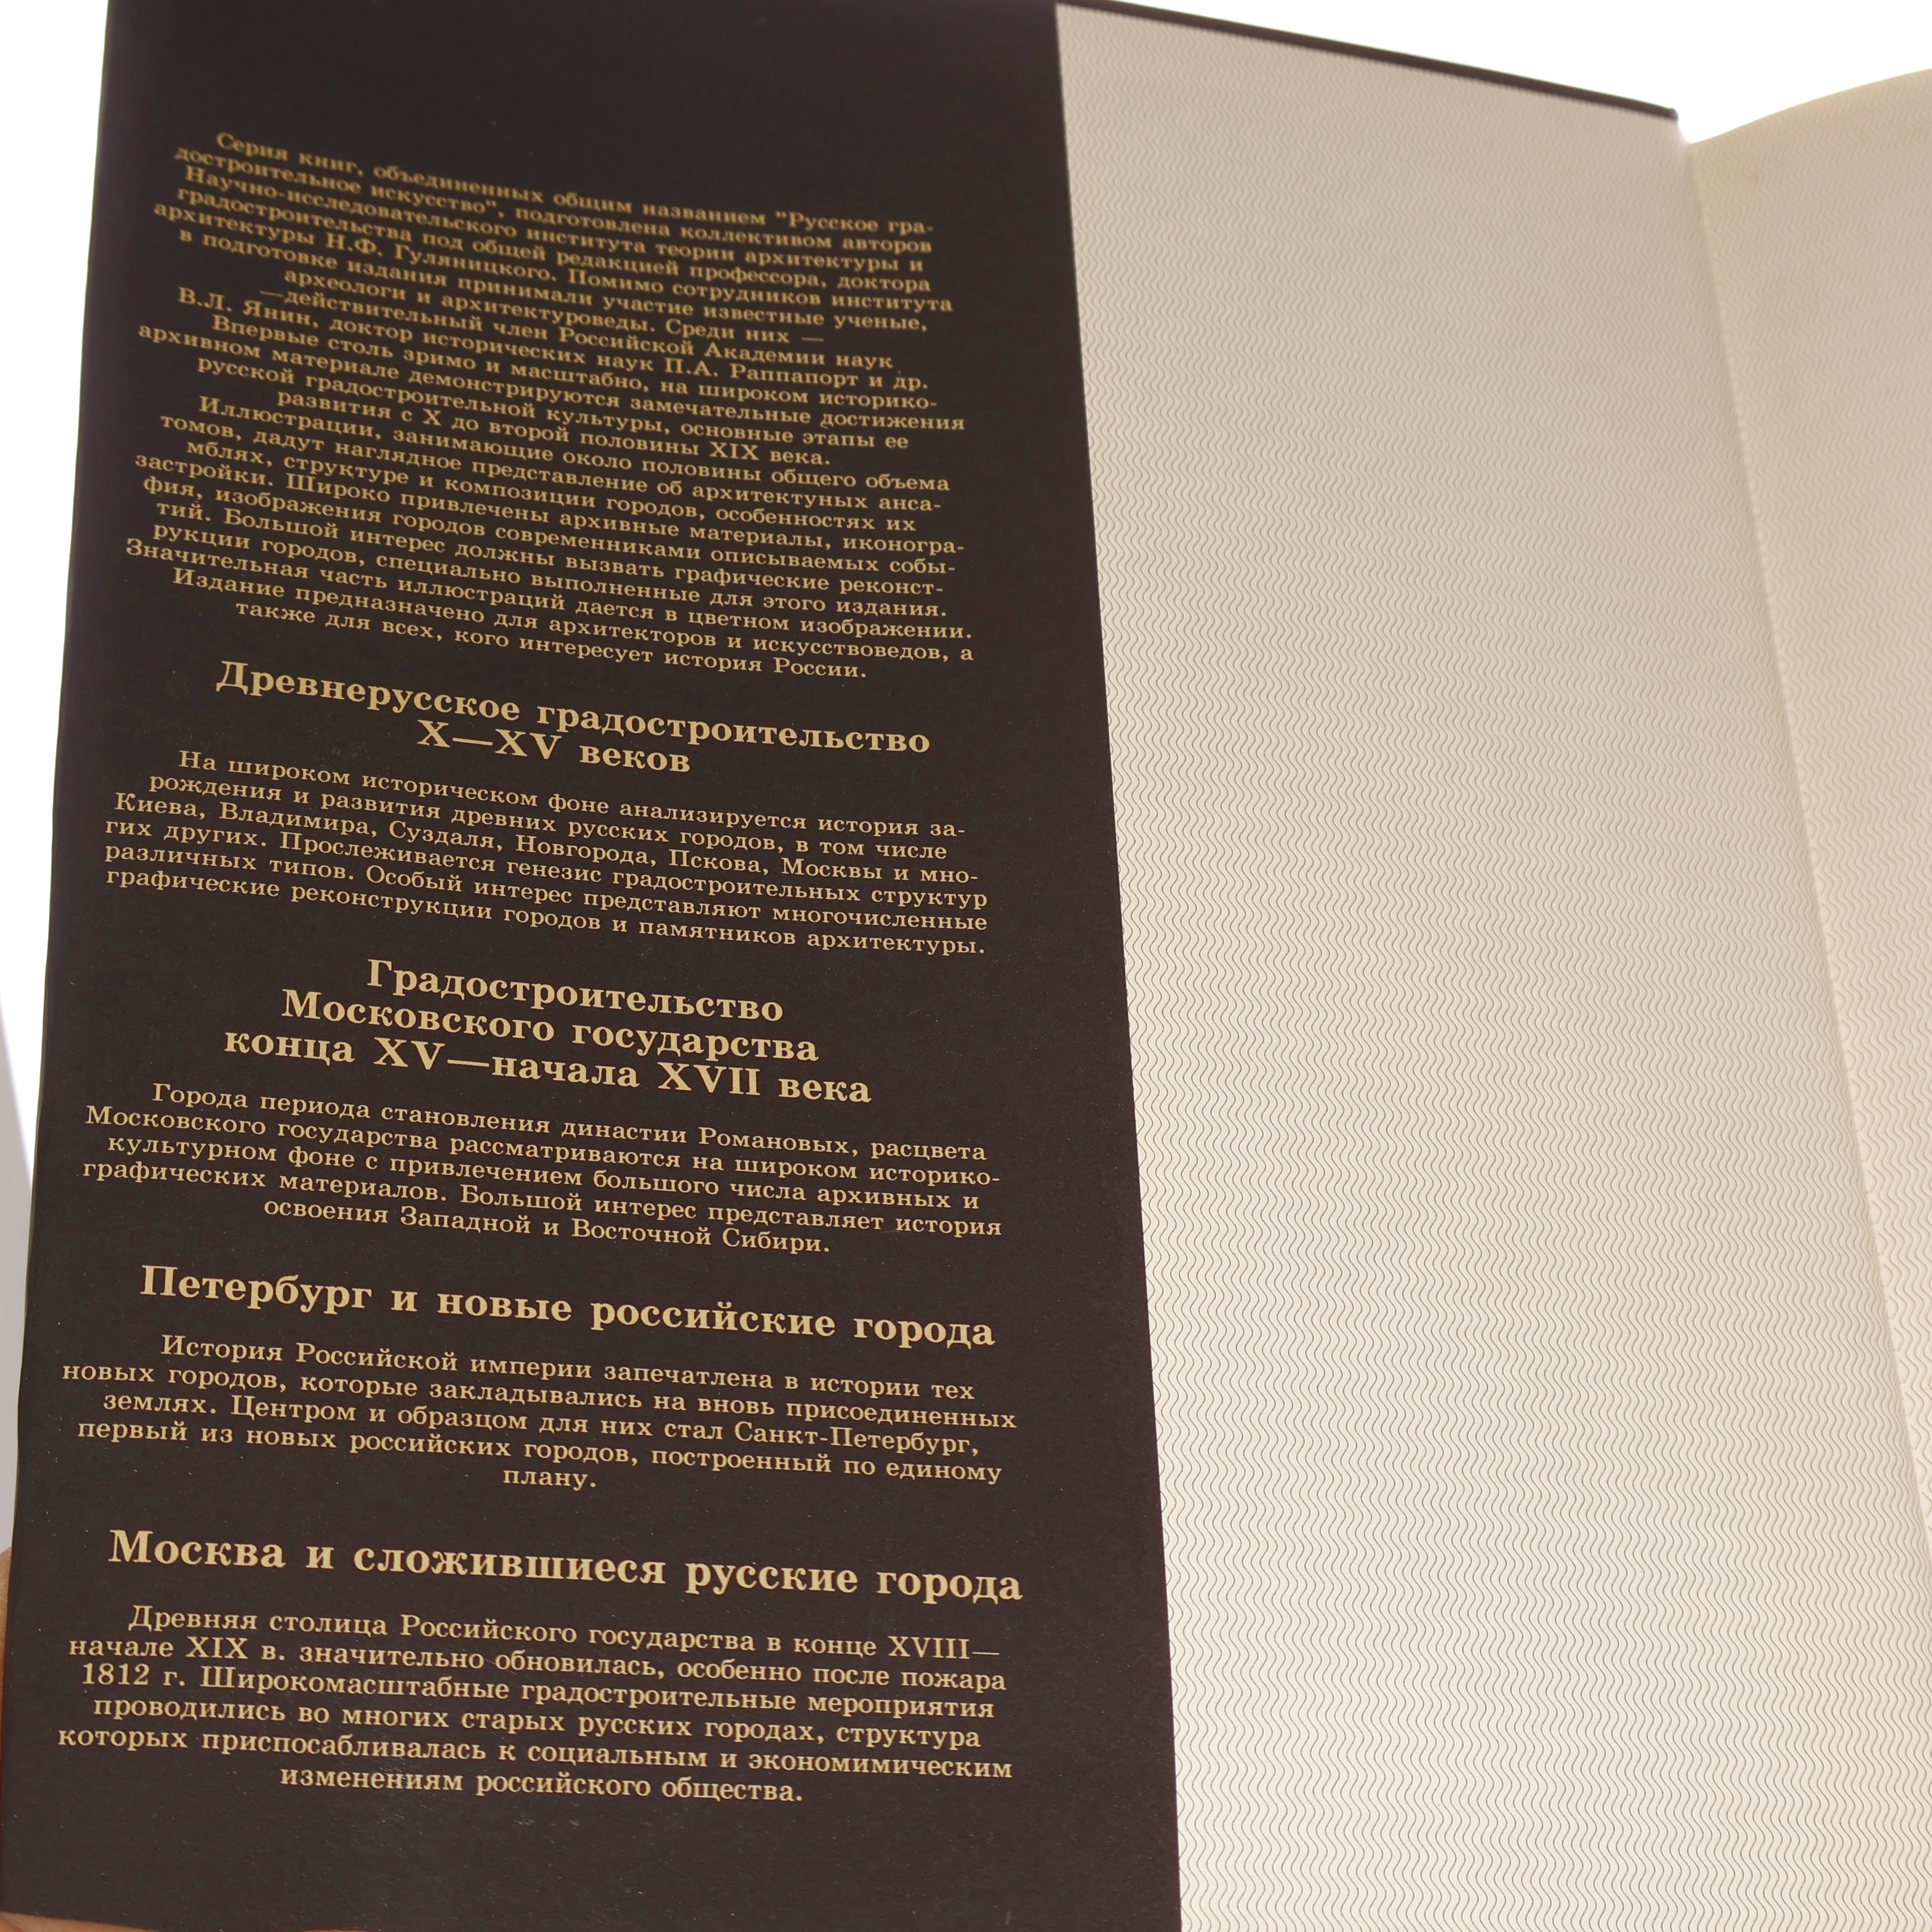 Серия книг, объединенных общим названием "Русское гра-
достроительное искусство", подготовлена коллективом авторов
Научно-исследовательского института теории архитектуры и
градостроительства под общей редакцией профессора, доктора
архитектуры Н.Ф. Гуляницкого. Помимо сотрудников института
в подготовке издания принимали участие известные ученые,
археологи и архитектуроведы. Среди них —
—действительный член Российской Академии наук
В.Л. Янин, доктор исторических наук П.А. Раппапорт и др.
Впервые столь зримо и масштабно, на широком историко-
архивном материале демонстрируются замечательные достижения
русской градостроительной культуры, основные этапы ее
развития с X до второй половины XIX века.
Иллюстрации, занимающие около половины общего объема
томов, дадут наглядное представление об архитектуных анса-
мблях, структуре и композиции городов, особенностях их
застройки. Широко привлечены архивные материалы, иконогра-
фия, изображения городов современниками описываемых собы-
тий. Большой интерес должны вызвать графические реконст-
рукции городов, специально выполненные для этого издания.
Значительная часть иллюстраций дается в цветном изображении.
Издание предназначено для архитекторов и искусствоведов, а
также для всех, кого интересует история России.
Древнерусское градостроительство
X—XV веков
На широком историческом фоне анализируется история за-
рождения и развития древних русских городов, в том числе
Киева, Владимира, Суздаля, Новгорода, Пскова, Москвы и мно-
гих других. Прослеживается генезис градостроительных структур
различных типов. Особый интерес представляют многочисленные
графические реконструкции городов и памятников архитектуры.
Градостроительство
Московского государства
конца XV—начала XVII века
Города периода становления династии Романовых, расцвета
Московского государства рассматриваются на широком историко-
культурном фоне с привлечением большого числа архивных и
графических материалов. Большой интерес представляет история
освоения Западной и Восточной Сибири.
Петербург и новые российские города
История Российской империи запечатлена в истории тех
новых городов, которые закладывались на вновь присоединенных
землях. Центром и образцом для них стал Санкт-Петербург,
первый из новых российских городов, построенный по единому
плану.
Москва и сложившиеся русские города
Древняя столица Российского государства в конце XVIII—
начале XIX в. значительно обновилась, особенно после пожара
1812 г. Широкомасштабные градостроительные мероприятия
проводились во многих старых русских городах, структура
которых приспосабливалась к социальным и экономимическим
изменениям российского общества.